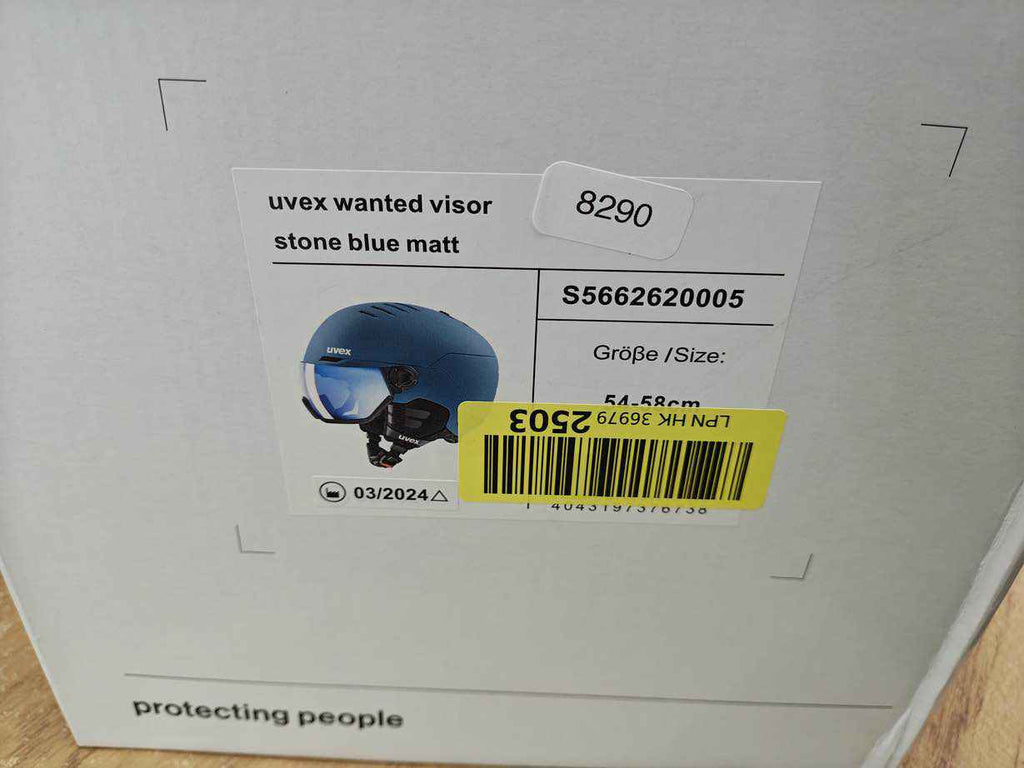 uvex wanted visor
8290
stone blue matt
S5662620005
Größe /Size:
54-58cm
uvex
uvex
LPN HK 36979 2503
03/2024
4043197376738
protecting people